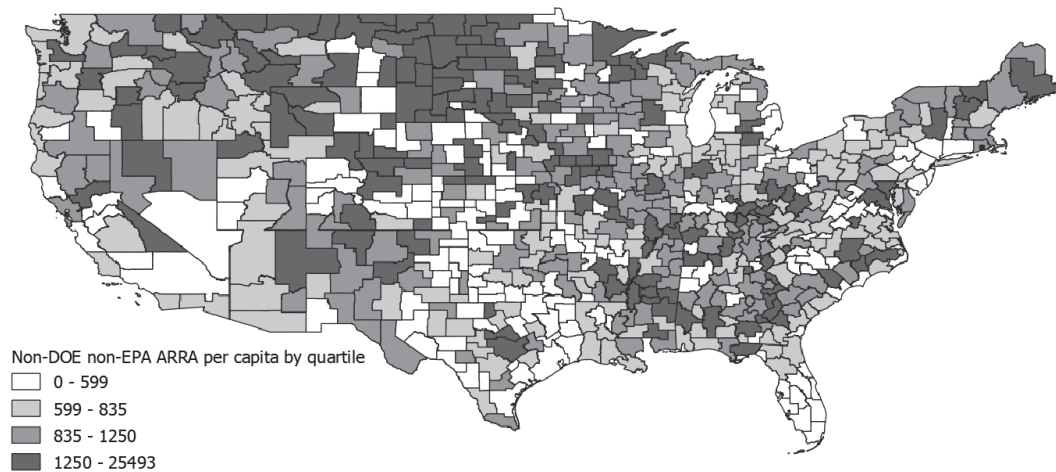 Non-DOE non-EPA ARRA per capita by quartile
0 - 599
599 - 835
835 - 1250
1250 - 25493